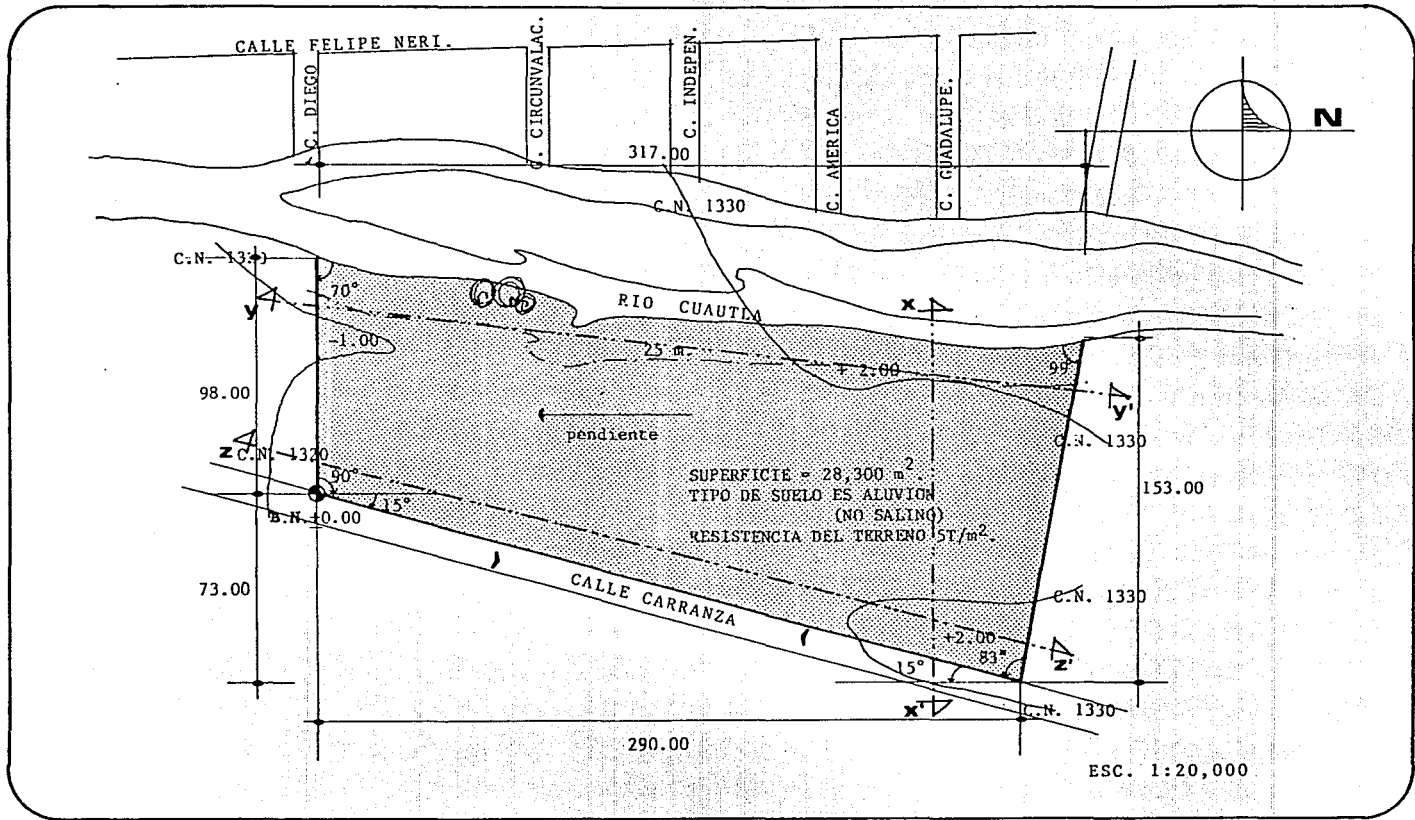 CALLE FELIPE NERI.
C. DIEGO
C. CIRCUNVALAC.
C. INDEPEN.
C. AMERICA
C. GUADALUPE.
N
317.00
C.N. 1330
C.N. 1330
RIO CUAUTLA
x
y
70°
-1.00
25 m.
+ 2.00
99°
y'
98.00
pendiente
C.N. 1330
z
C.N. 1320
90°
15°
B.N.+0.00
SUPERFICIE = 28,300 m².
TIPO DE SUELO ES ALUVION
(NO SALINO)
RESISTENCIA DEL TERRENO 5T/m².
153.00
73.00
CALLE CARRANZA
C.N. 1330
+2.00
83°
15°
z'
x'
C.N. 1330
290.00
ESC. 1:20,000